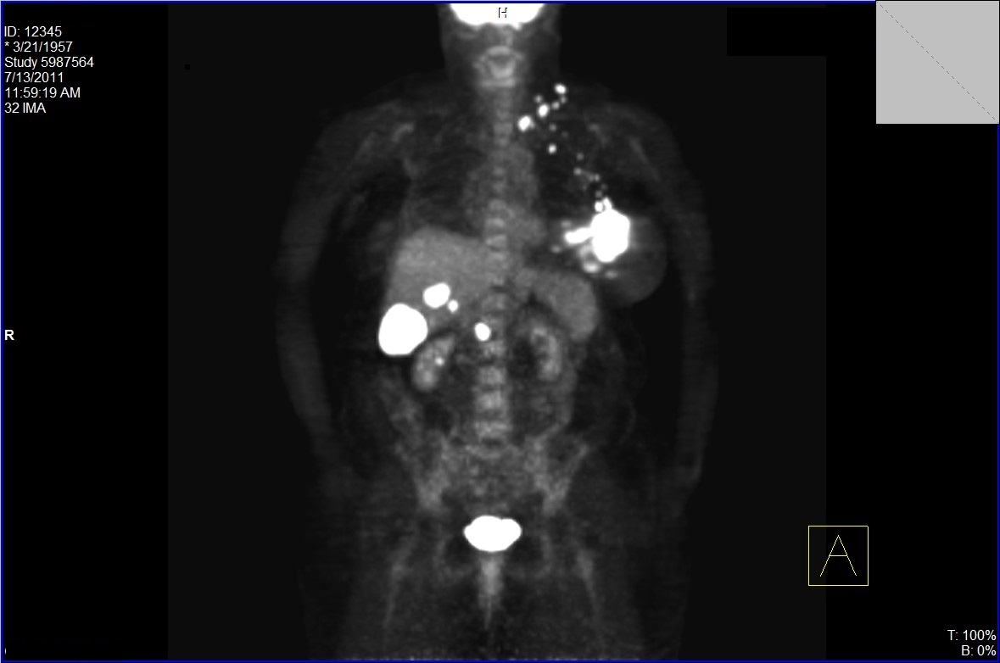 H
ID: 12345
* 3/21/1957
Study 5987564
7/13/2011
11:59:19 AM
32 IMA
R
A
T: 100%
B: 0%